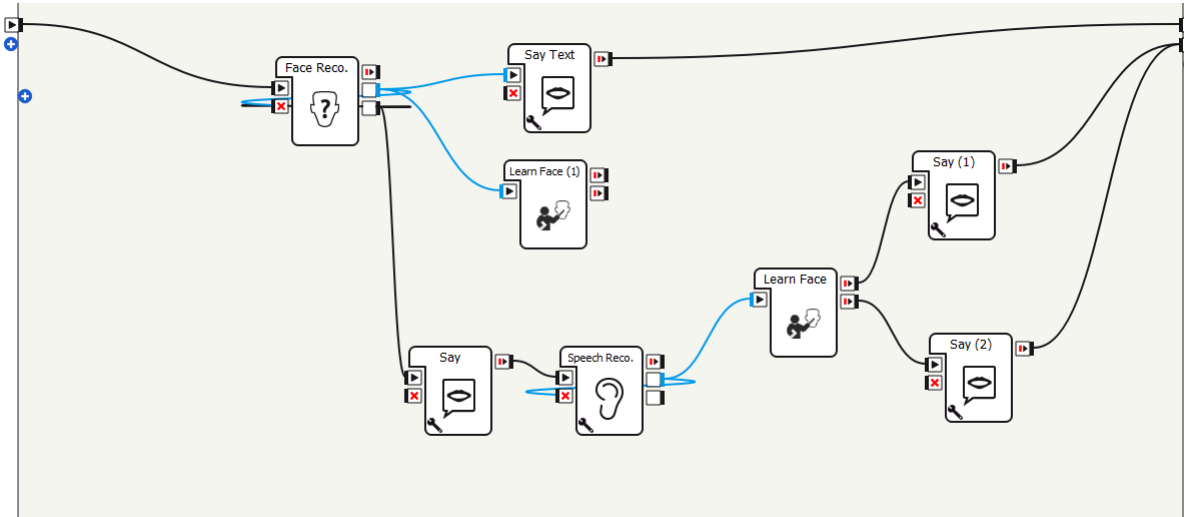 Say Text
Face Reco.
?
Say (1)
Learn Face (1)
Learn Face
Say (2)
Say
Speech Reco.